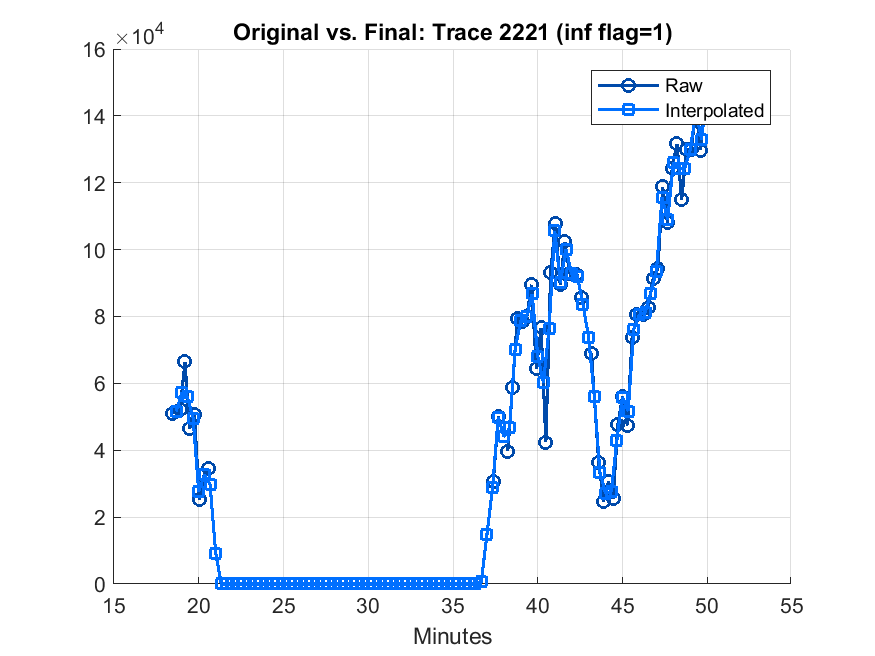 Original vs. Final: Trace 2221 (inf flag=1)
×10⁴
16
14
12
10
8
6
4
2
0
Raw
Interpolated
15 20 25 30 35 40 45 50 55
Minutes